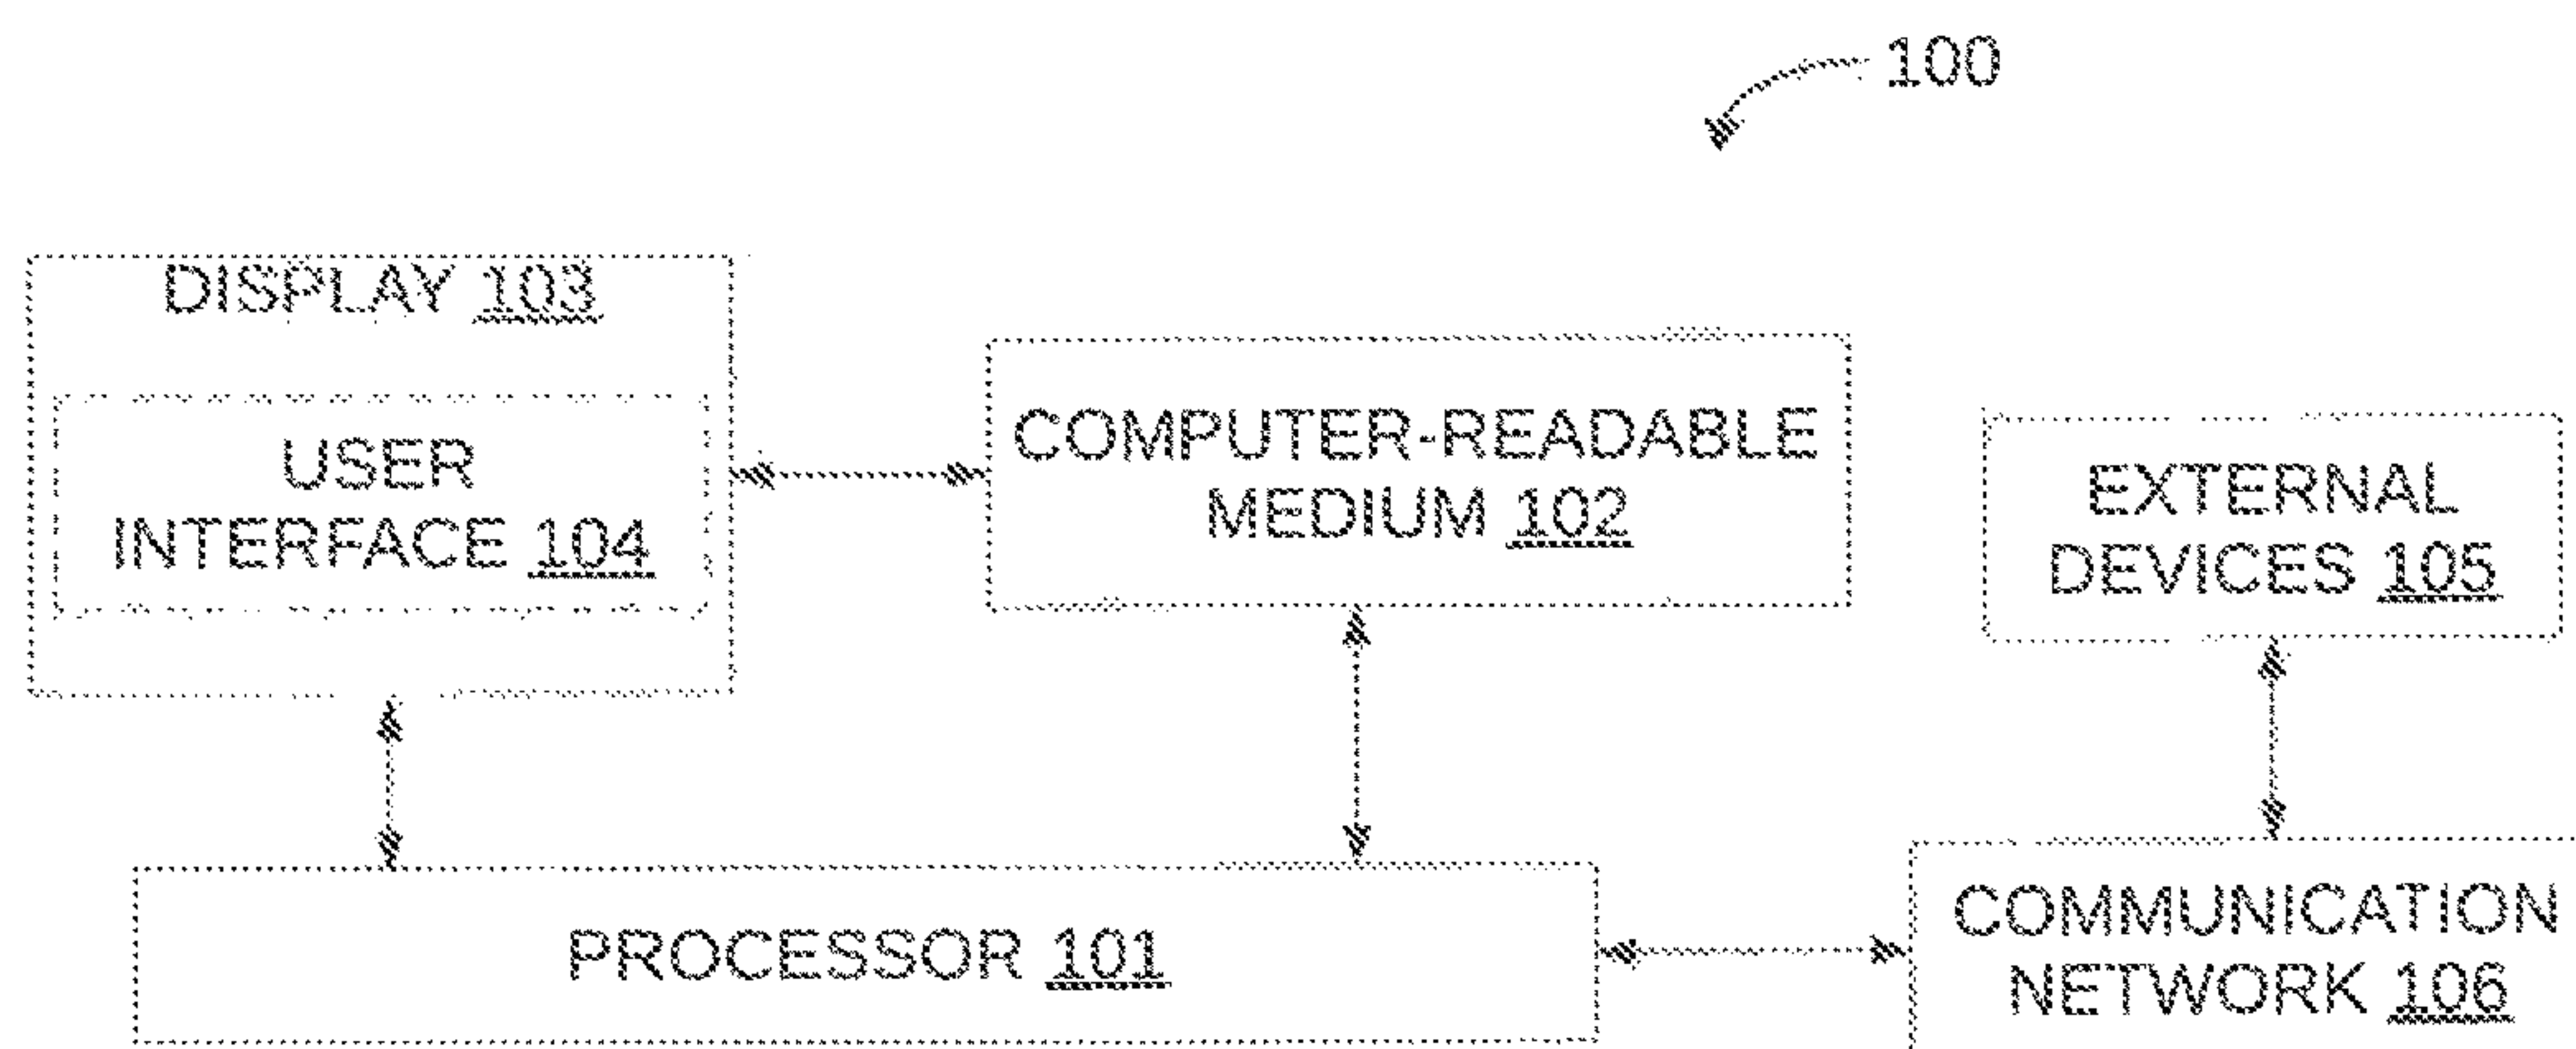 100
DISPLAY 103
USER
INTERFACE 104
COMPUTER-READABLE
MEDIUM 102
EXTERNAL
DEVICES 105
PROCESSOR 101
COMMUNICATION
NETWORK 106